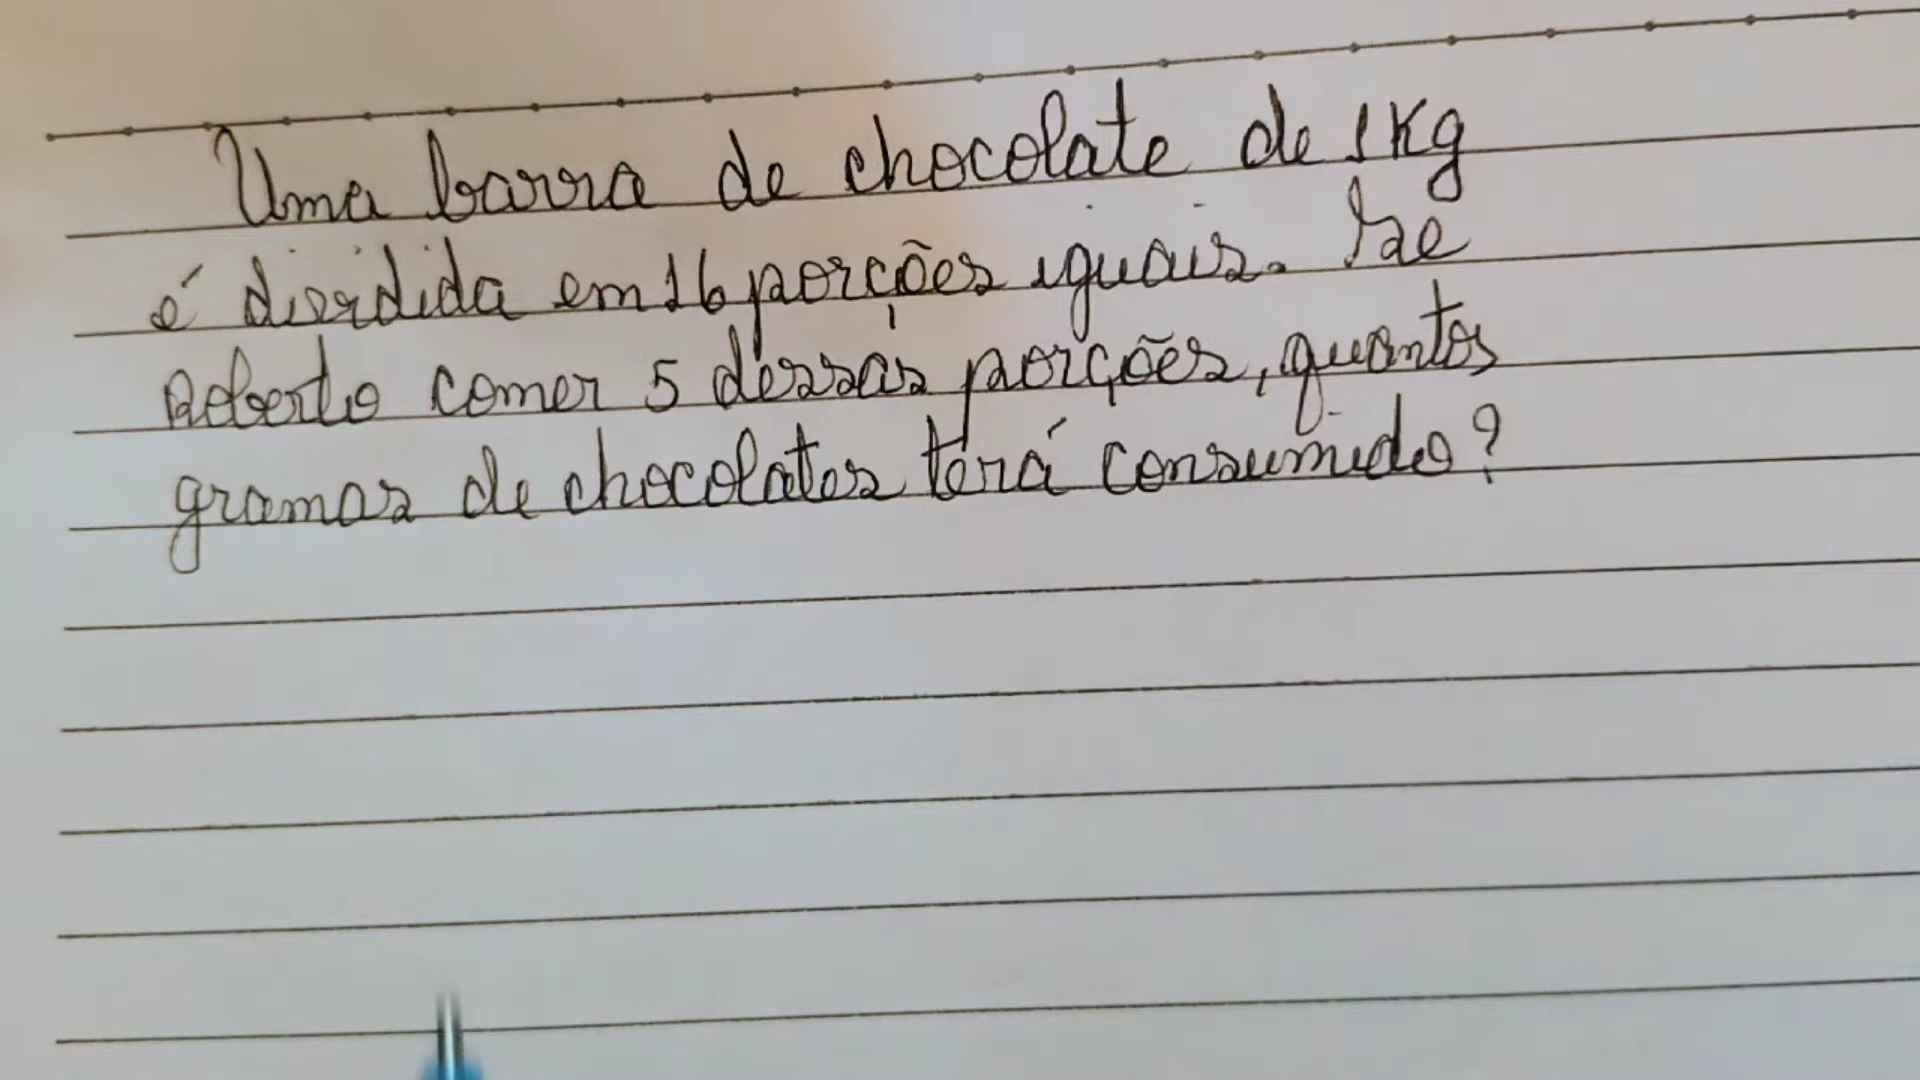 Uma barra de chocolate de 1Kg
é dividida em 16 porções iguais. Se
Roberto comer 5 dessas porções, quantos
gramas de chocolates terá consumido?